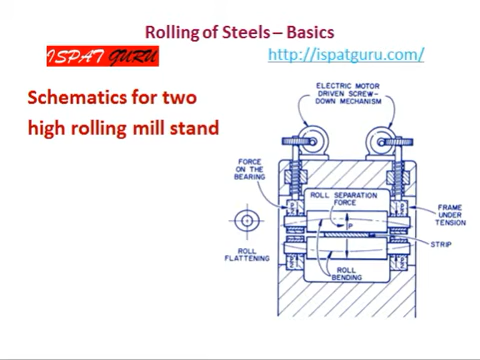 Rolling of Steels – Basics
ISPAT GURU
http://ispatguru.com/
Schematics for two
high rolling mill stand
ELECTRIC MOTOR
DRIVEN SCREW-
DOWN MECHANISM
FORCE
ON THE
BEARING
ROLL SEPARATION
FORCE
P
FRAME
UNDER
TENSION
STRIP
ROLL
FLATTENING
ROLL
BENDING